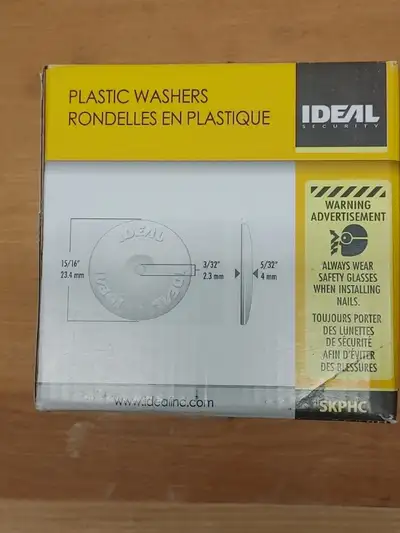 PLASTIC WASHERS
RONDELLES EN PLASTIQUE
IDEAL
SECURITY
WARNING
ADVERTISEMENT
ALWAYS WEAR
SAFETY GLASSES
WHEN INSTALLING
NAILS.
TOUJOURS PORTER
DES LUNETTES
DE SÉCURITÉ
AFIN D'ÉVITER
DES BLESSURES
IDEAL
IDEAL
IDEAL
15/16"
23.4 mm
3/32"
2.3 mm
5/32"
4 mm
www.idealinc.com
SKPHC